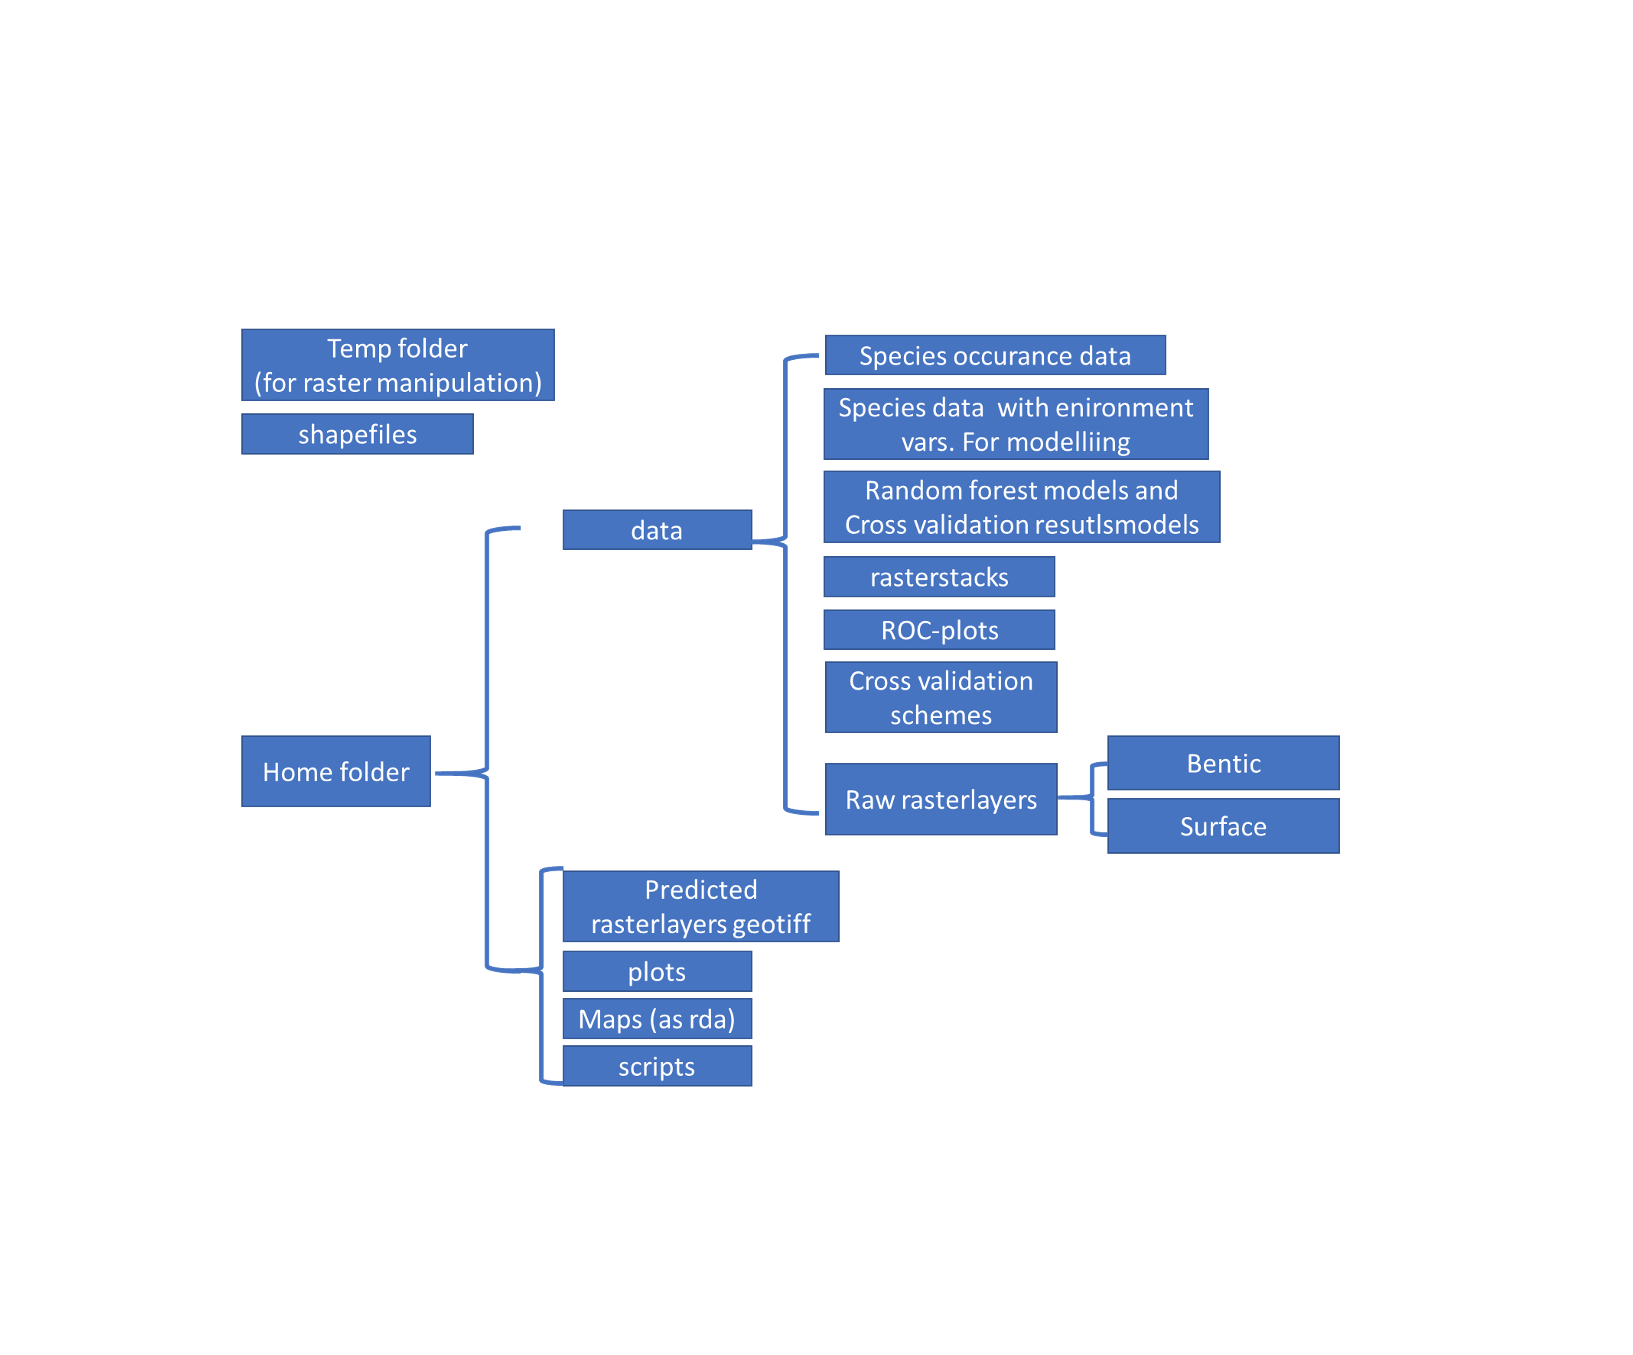 Temp folder
(for raster manipulation)
shapefiles
Home folder
data
Species occurance data
Species data  with enironment
vars. For modelliing
Random forest models and
Cross validation resutlsmodels
rasterstacks
ROC-plots
Cross validation
schemes
Raw rasterlayers
Bentic
Surface
Predicted
rasterlayers geotiff
plots
Maps (as rda)
scripts